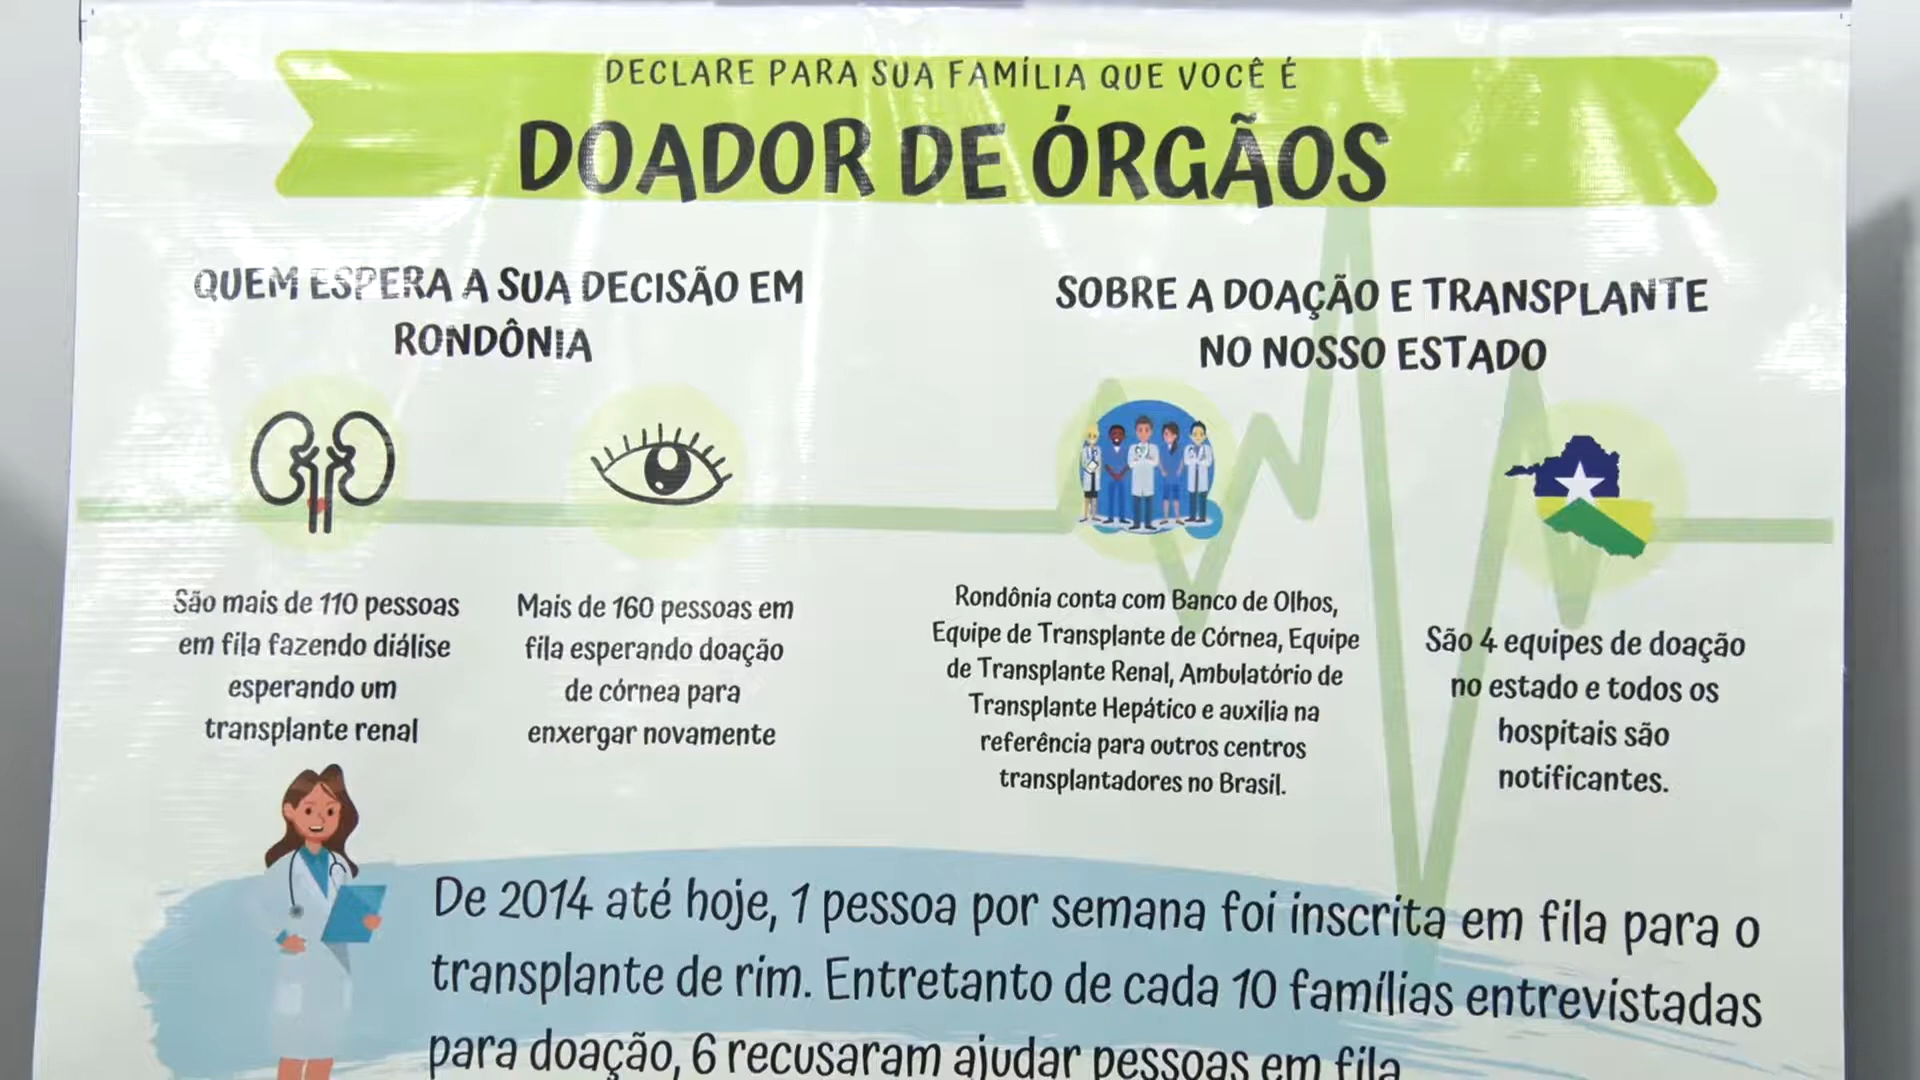 DECLARE PARA SUA FAMÍLIA QUE VOCÊ É
DOADOR DE ÓRGÃOS
QUEM ESPERA A SUA DECISÃO EM
RONDÔNIA
São mais de 110 pessoas
em fila fazendo diálise
esperando um
transplante renal
Mais de 160 pessoas em
fila esperando doação
de córnea para
enxergar novamente
SOBRE A DOAÇÃO E TRANSPLANTE
NO NOSSO ESTADO
Rondônia conta com Banco de Olhos,
Equipe de Transplante de Córnea, Equipe
de Transplante Renal, Ambulatório de
Transplante Hepático e auxilia na
referência para outros centros
transplantadores no Brasil.
São 4 equipes de doação
no estado e todos os
hospitais são
notificantes.
De 2014 até hoje, 1 pessoa por semana foi inscrita em fila para o
transplante de rim. Entretanto de cada 10 famílias entrevistadas
para doação, 6 recusaram ajudar pessoas em fila